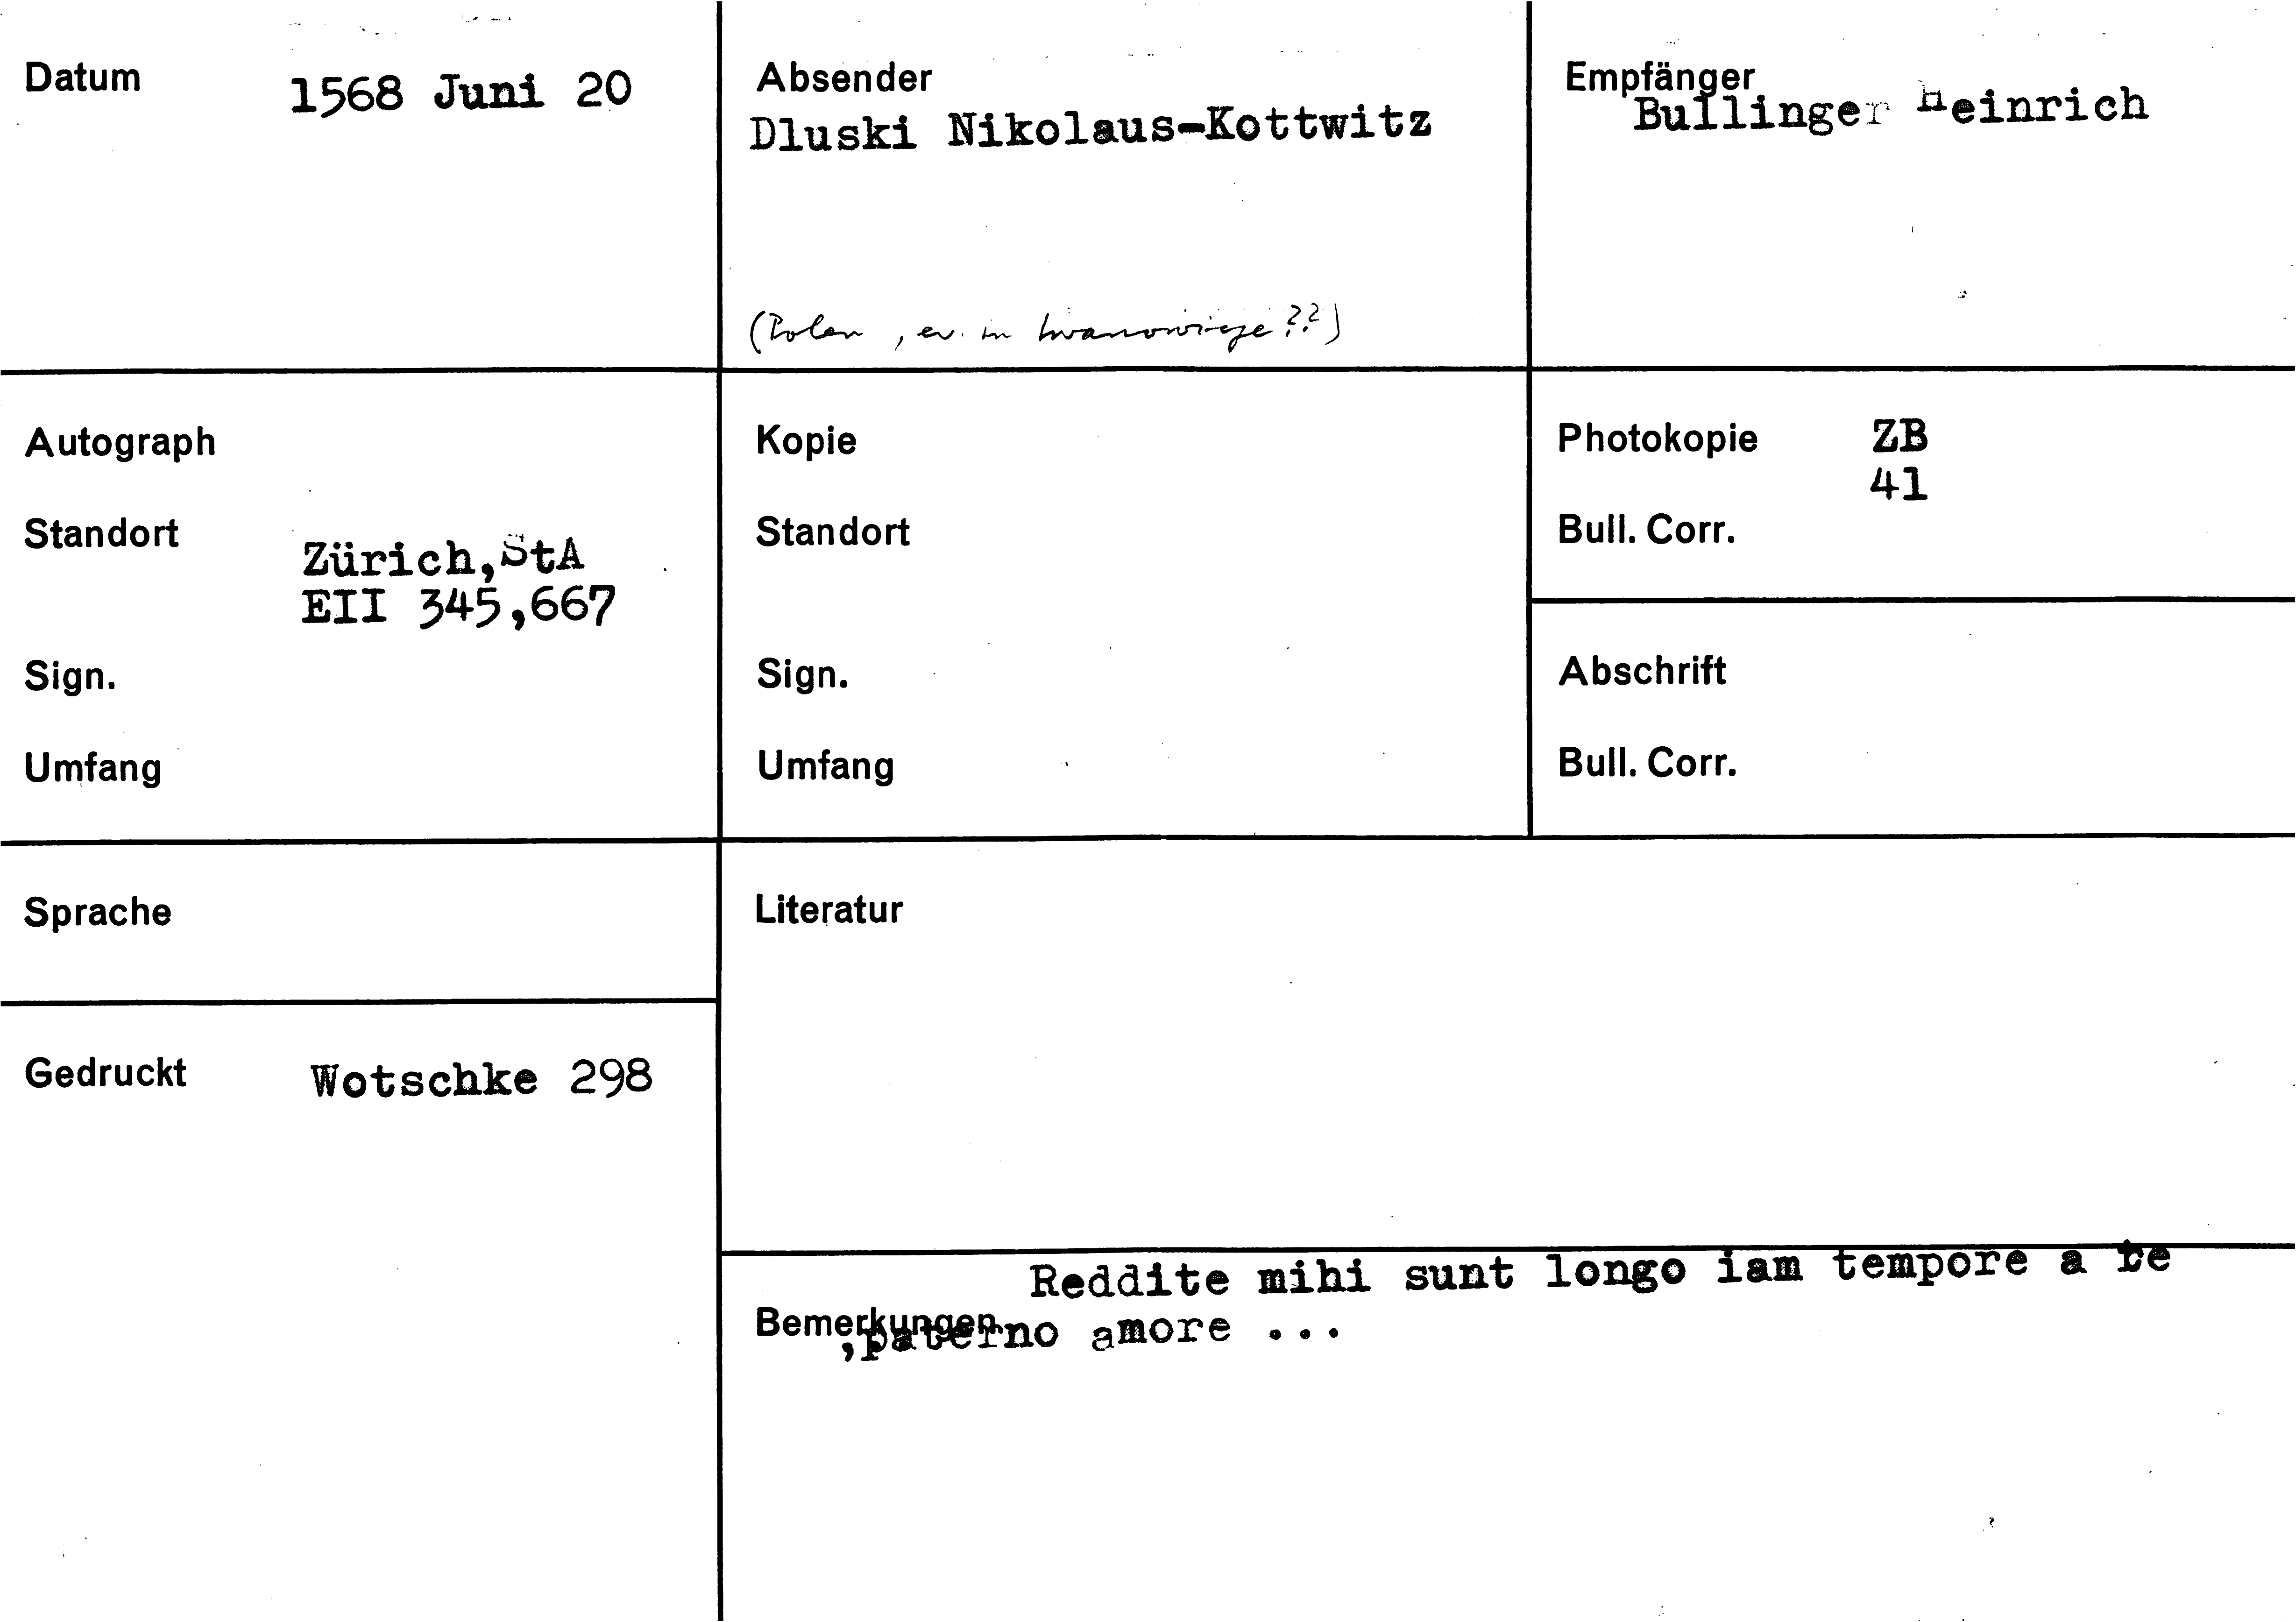 Datum
1568 Juni 20
Absender
Dluski Nikolaus-Kottwitz
(Polen , ev. in Iwanowicze ??)
Empfänger
Bullinger Heinrich
Autograph
Standort
Zürich, StA
EII 345,667
Sign.
Umfang
Kopie
Standort
Sign.
Umfang
Photokopie
ZB
41
Bull. Corr.
Abschrift
Bull. Corr.
Sprache
Gedruckt
Wotschke 298
Literatur
Reddite mihi sunt longo iam tempore a te
Bemerkungen
,paterno amore ...